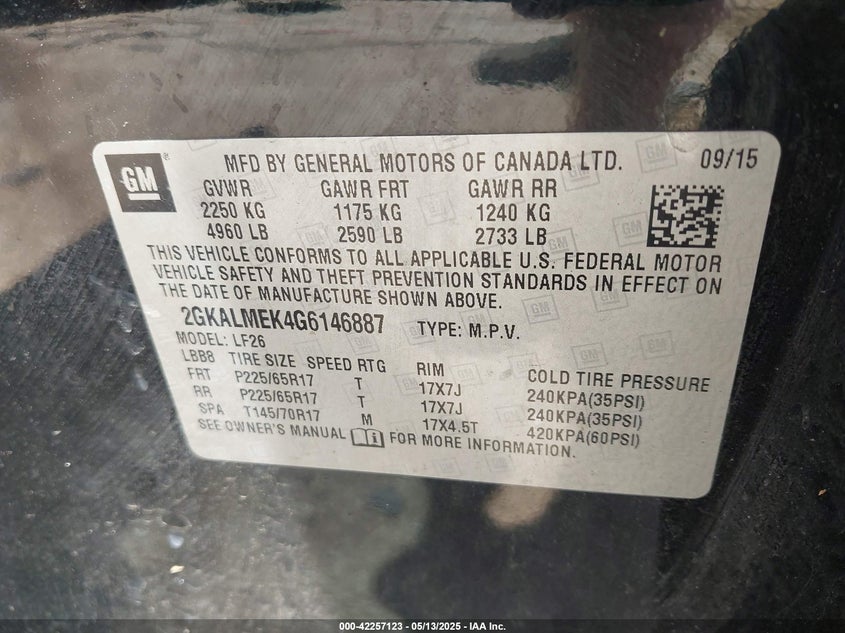 GM
MFD BY GENERAL MOTORS OF CANADA LTD. 09/15
GVWR GAWR FRT GAWR RR
2250 KG 1175 KG 1240 KG
4960 LB 2590 LB 2733 LB
THIS VEHICLE CONFORMS TO ALL APPLICABLE U.S. FEDERAL MOTOR
VEHICLE SAFETY AND THEFT PREVENTION STANDARDS IN EFFECT ON
THE DATE OF MANUFACTURE SHOWN ABOVE.
2GKALMEK4G6146887 TYPE: M.P.V.
MODEL: LF26
LBB8 TIRE SIZE SPEED RTG RIM COLD TIRE PRESSURE
FRT P225/65R17 T 17X7J 240KPA(35PSI)
RR P225/65R17 T 17X7J 240KPA(35PSI)
SPA T145/70R17 M 17X4.5T 420KPA(60PSI)
SEE OWNER'S MANUAL FOR MORE INFORMATION.
000-42257123 - 05/13/2025 - IAA Inc.